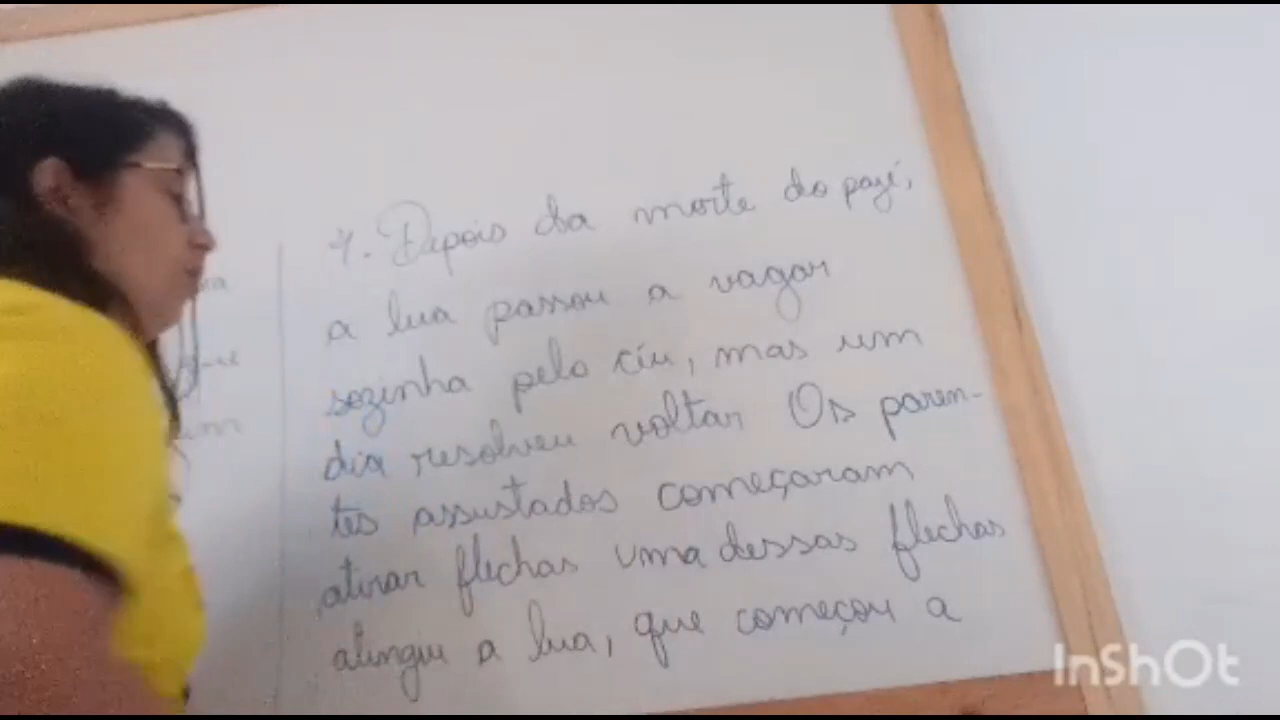 7. Depois da morte do pajé,
a lua passou a vagar
sozinha pelo céu, mas um
dia resolveu voltar Os paren-
tes assustados começaram
atirar flechas uma dessas flechas
atingiu a lua, que começou a
InShOt